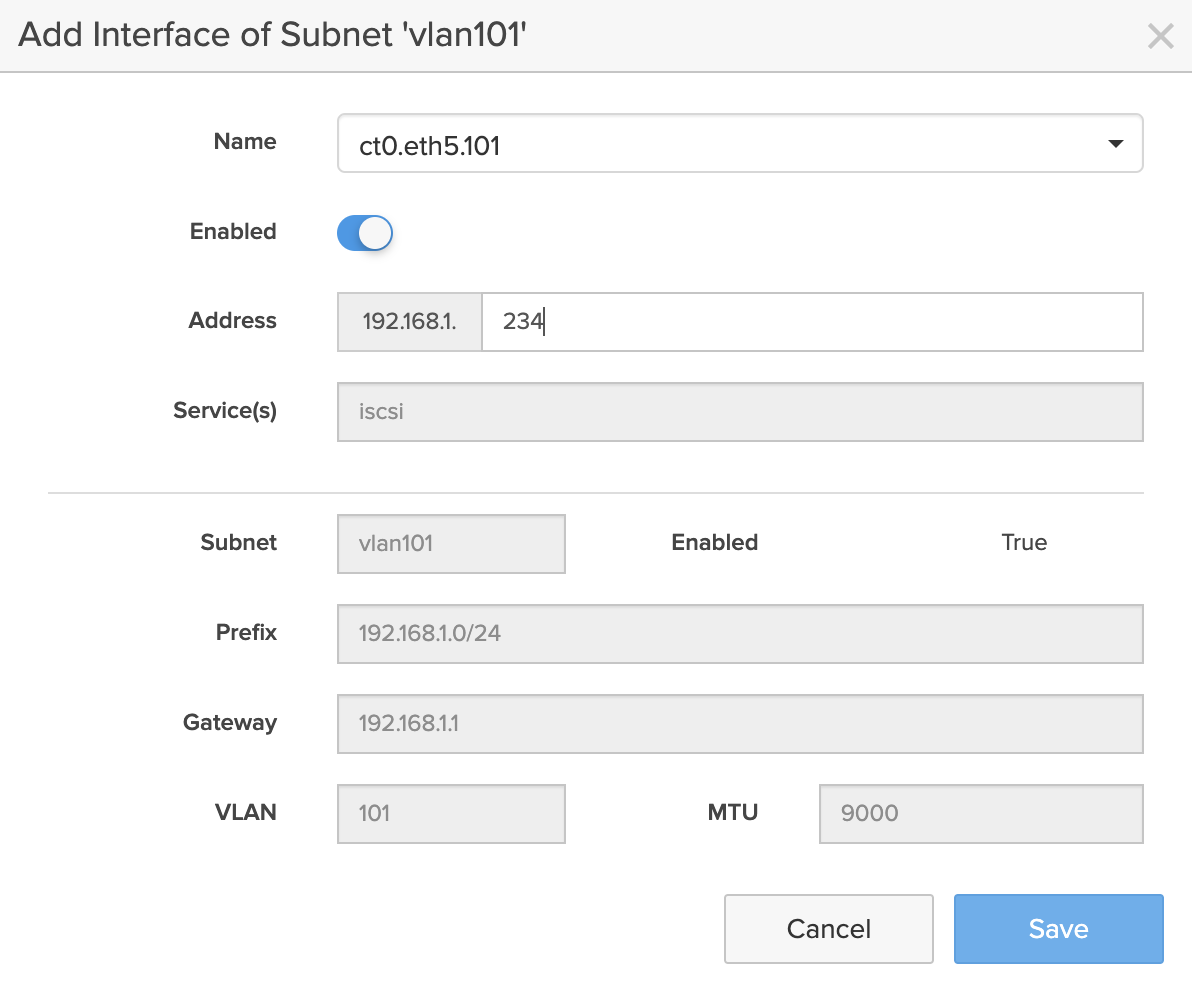 Add Interface of Subnet 'vlan101'
Name
ct0.eth5.101
Enabled
Address
192.168.1.
234
Service(s)
iscsi
Subnet
vlan101
Enabled
True
Prefix
192.168.1.0/24
Gateway
192.168.1.1
VLAN
101
MTU
9000
Cancel
Save